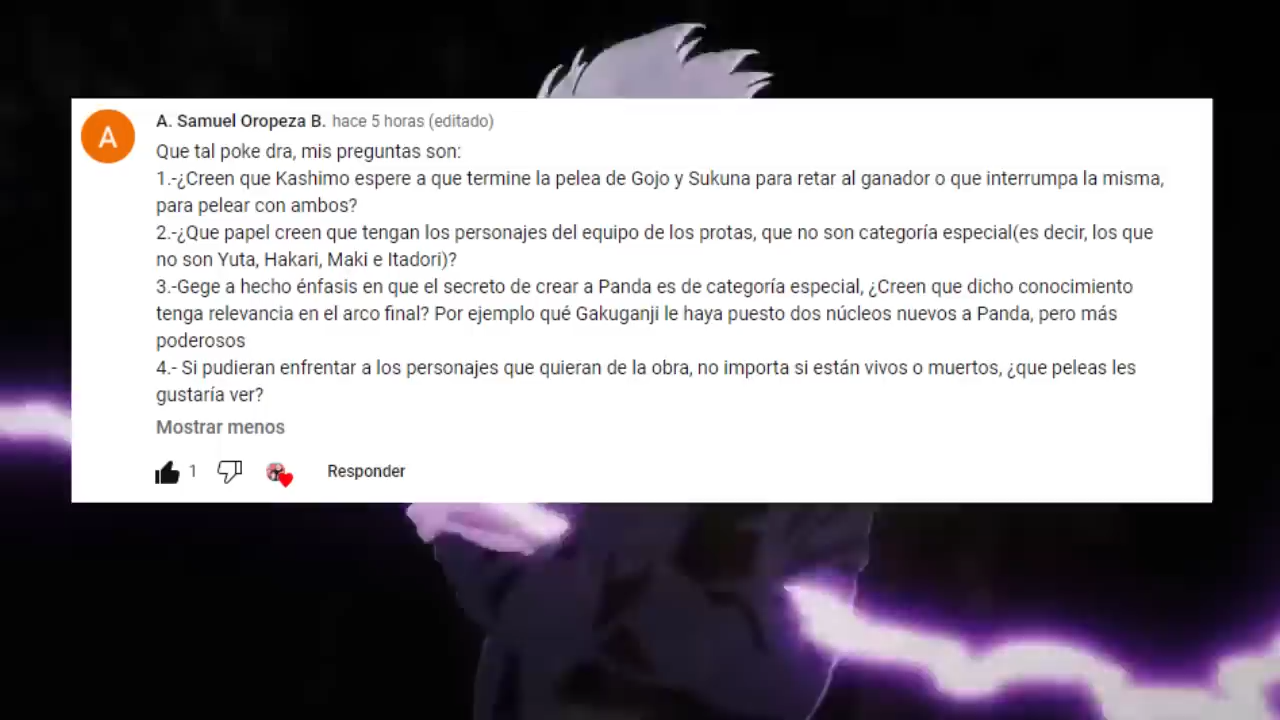 A
A. Samuel Oropeza B. hace 5 horas (editado)
Que tal poke dra, mis preguntas son:
1.-¿Creen que Kashimo espere a que termine la pelea de Gojo y Sukuna para retar al ganador o que interrumpa la misma,
para pelear con ambos?
2.-¿Que papel creen que tengan los personajes del equipo de los protas, que no son categoría especial(es decir, los que
no son Yuta, Hakari, Maki e Itadori)?
3.-Gege a hecho énfasis en que el secreto de crear a Panda es de categoría especial, ¿Creen que dicho conocimiento
tenga relevancia en el arco final? Por ejemplo qué Gakuganji le haya puesto dos núcleos nuevos a Panda, pero más
poderosos
4.- Si pudieran enfrentar a los personajes que quieran de la obra, no importa si están vivos o muertos, ¿que peleas les
gustaría ver?
Mostrar menos
1 Responder